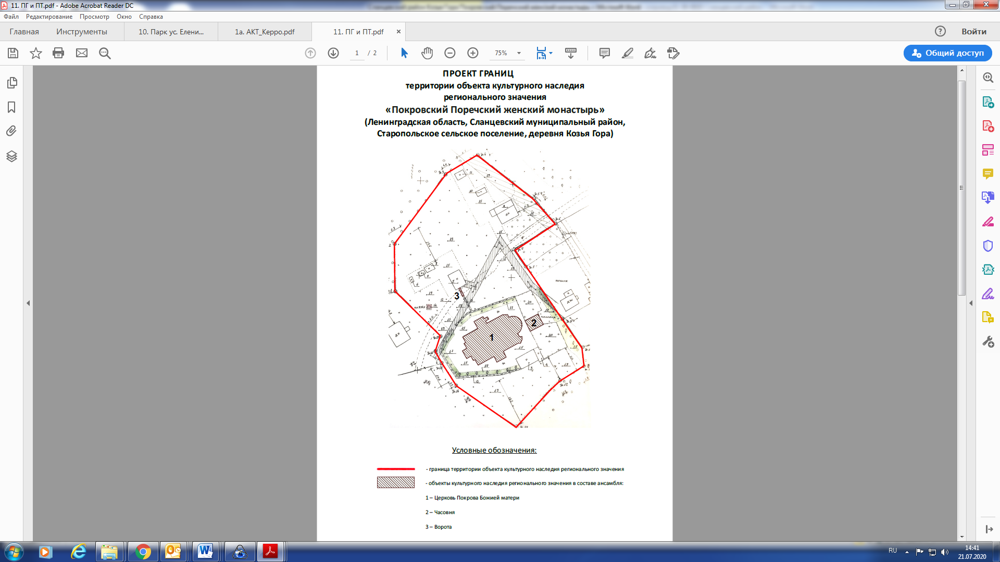 11. ПГ и ПТ.pdf - Adobe Acrobat Reader DC
Файл Редактирование Просмотр Окно Справка
Главная Инструменты 10. Парк ус. Елени... 1а. АКТ_Керро.pdf 11. ПГ и ПТ.pdf Войти
1 / 2 75% Общий доступ
ПРОЕКТ ГРАНИЦ
территории объекта культурного наследия
регионального значения
«Покровский Поречский женский монастырь»
(Ленинградская область, Сланцевский муниципальный район,
Старопольское сельское поселение, деревня Козья Гора)
3
2
1
Условные обозначения:
- граница территории объекта культурного наследия регионального значения
- объекты культурного наследия регионального значения в составе ансамбля:
1 – Церковь Покрова Божией матери
2 – Часовня
3 – Ворота
RU 14:41
21.07.2020